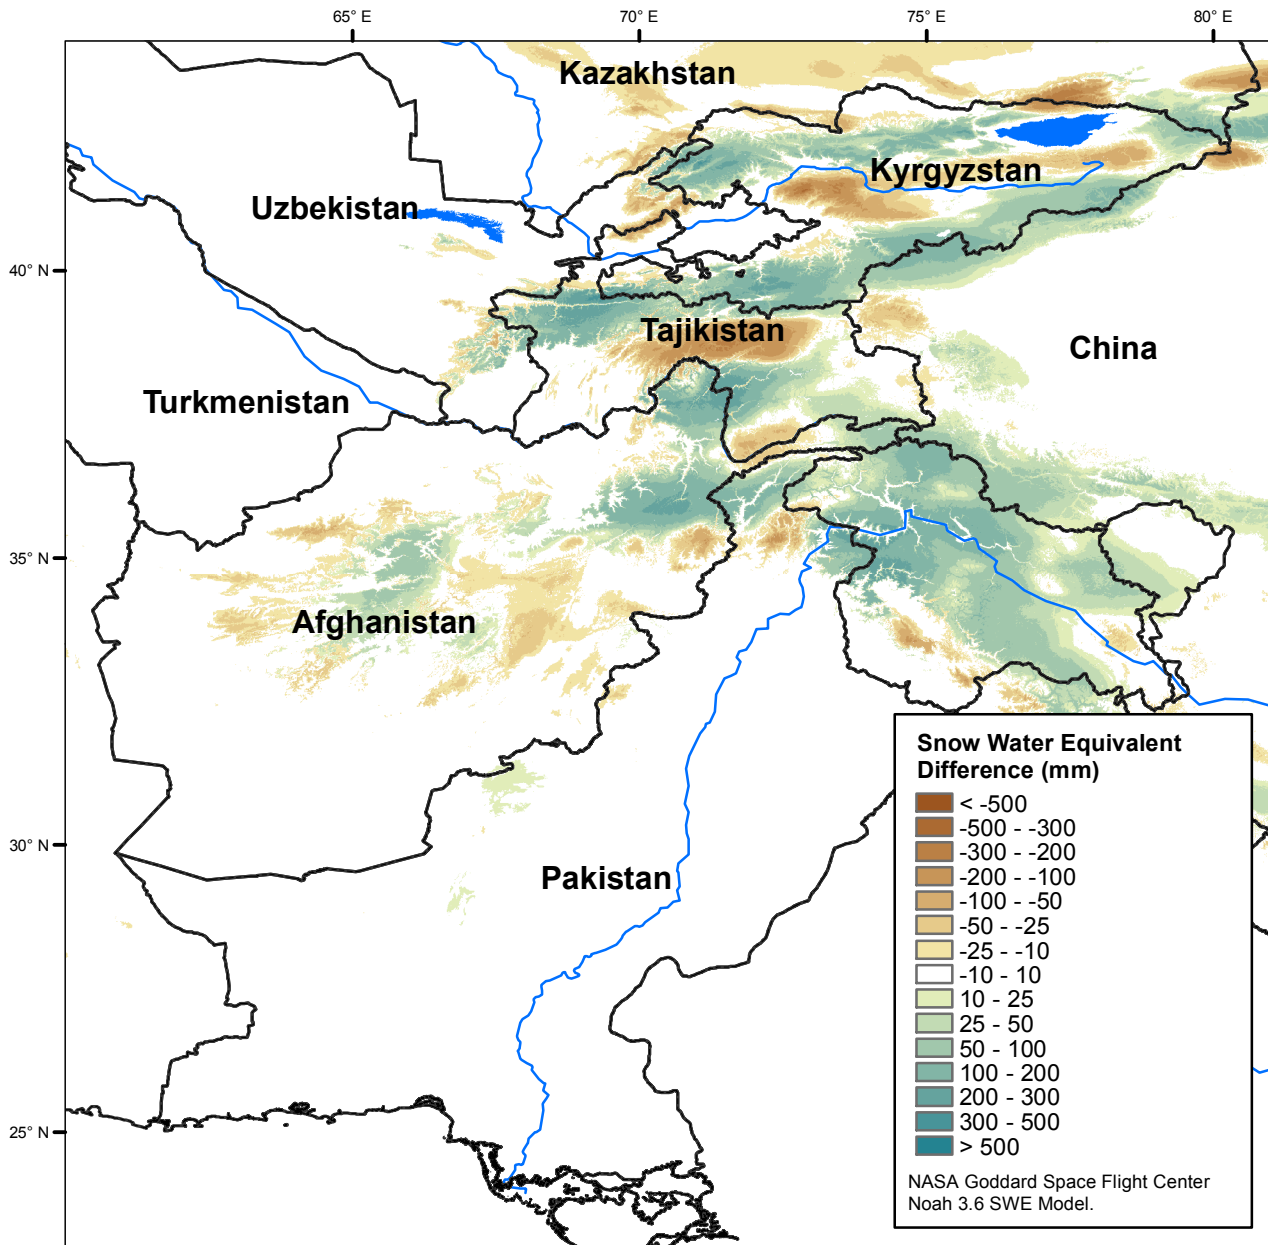 65° E
70° E
75° E
80° E
Kazakhstan
Kyrgyzstan
Uzbekistan
40° N
Tajikistan
China
Turkmenistan
35° N
Afghanistan
Snow Water Equivalent
Difference (mm)
< -500
-500 - -300
-300 - -200
-200 - -100
-100 - -50
-50 - -25
-25 - -10
-10 - 10
10 - 25
25 - 50
50 - 100
100 - 200
200 - 300
300 - 500
> 500
NASA Goddard Space Flight Center
Noah 3.6 SWE Model.
30° N
Pakistan
25° N